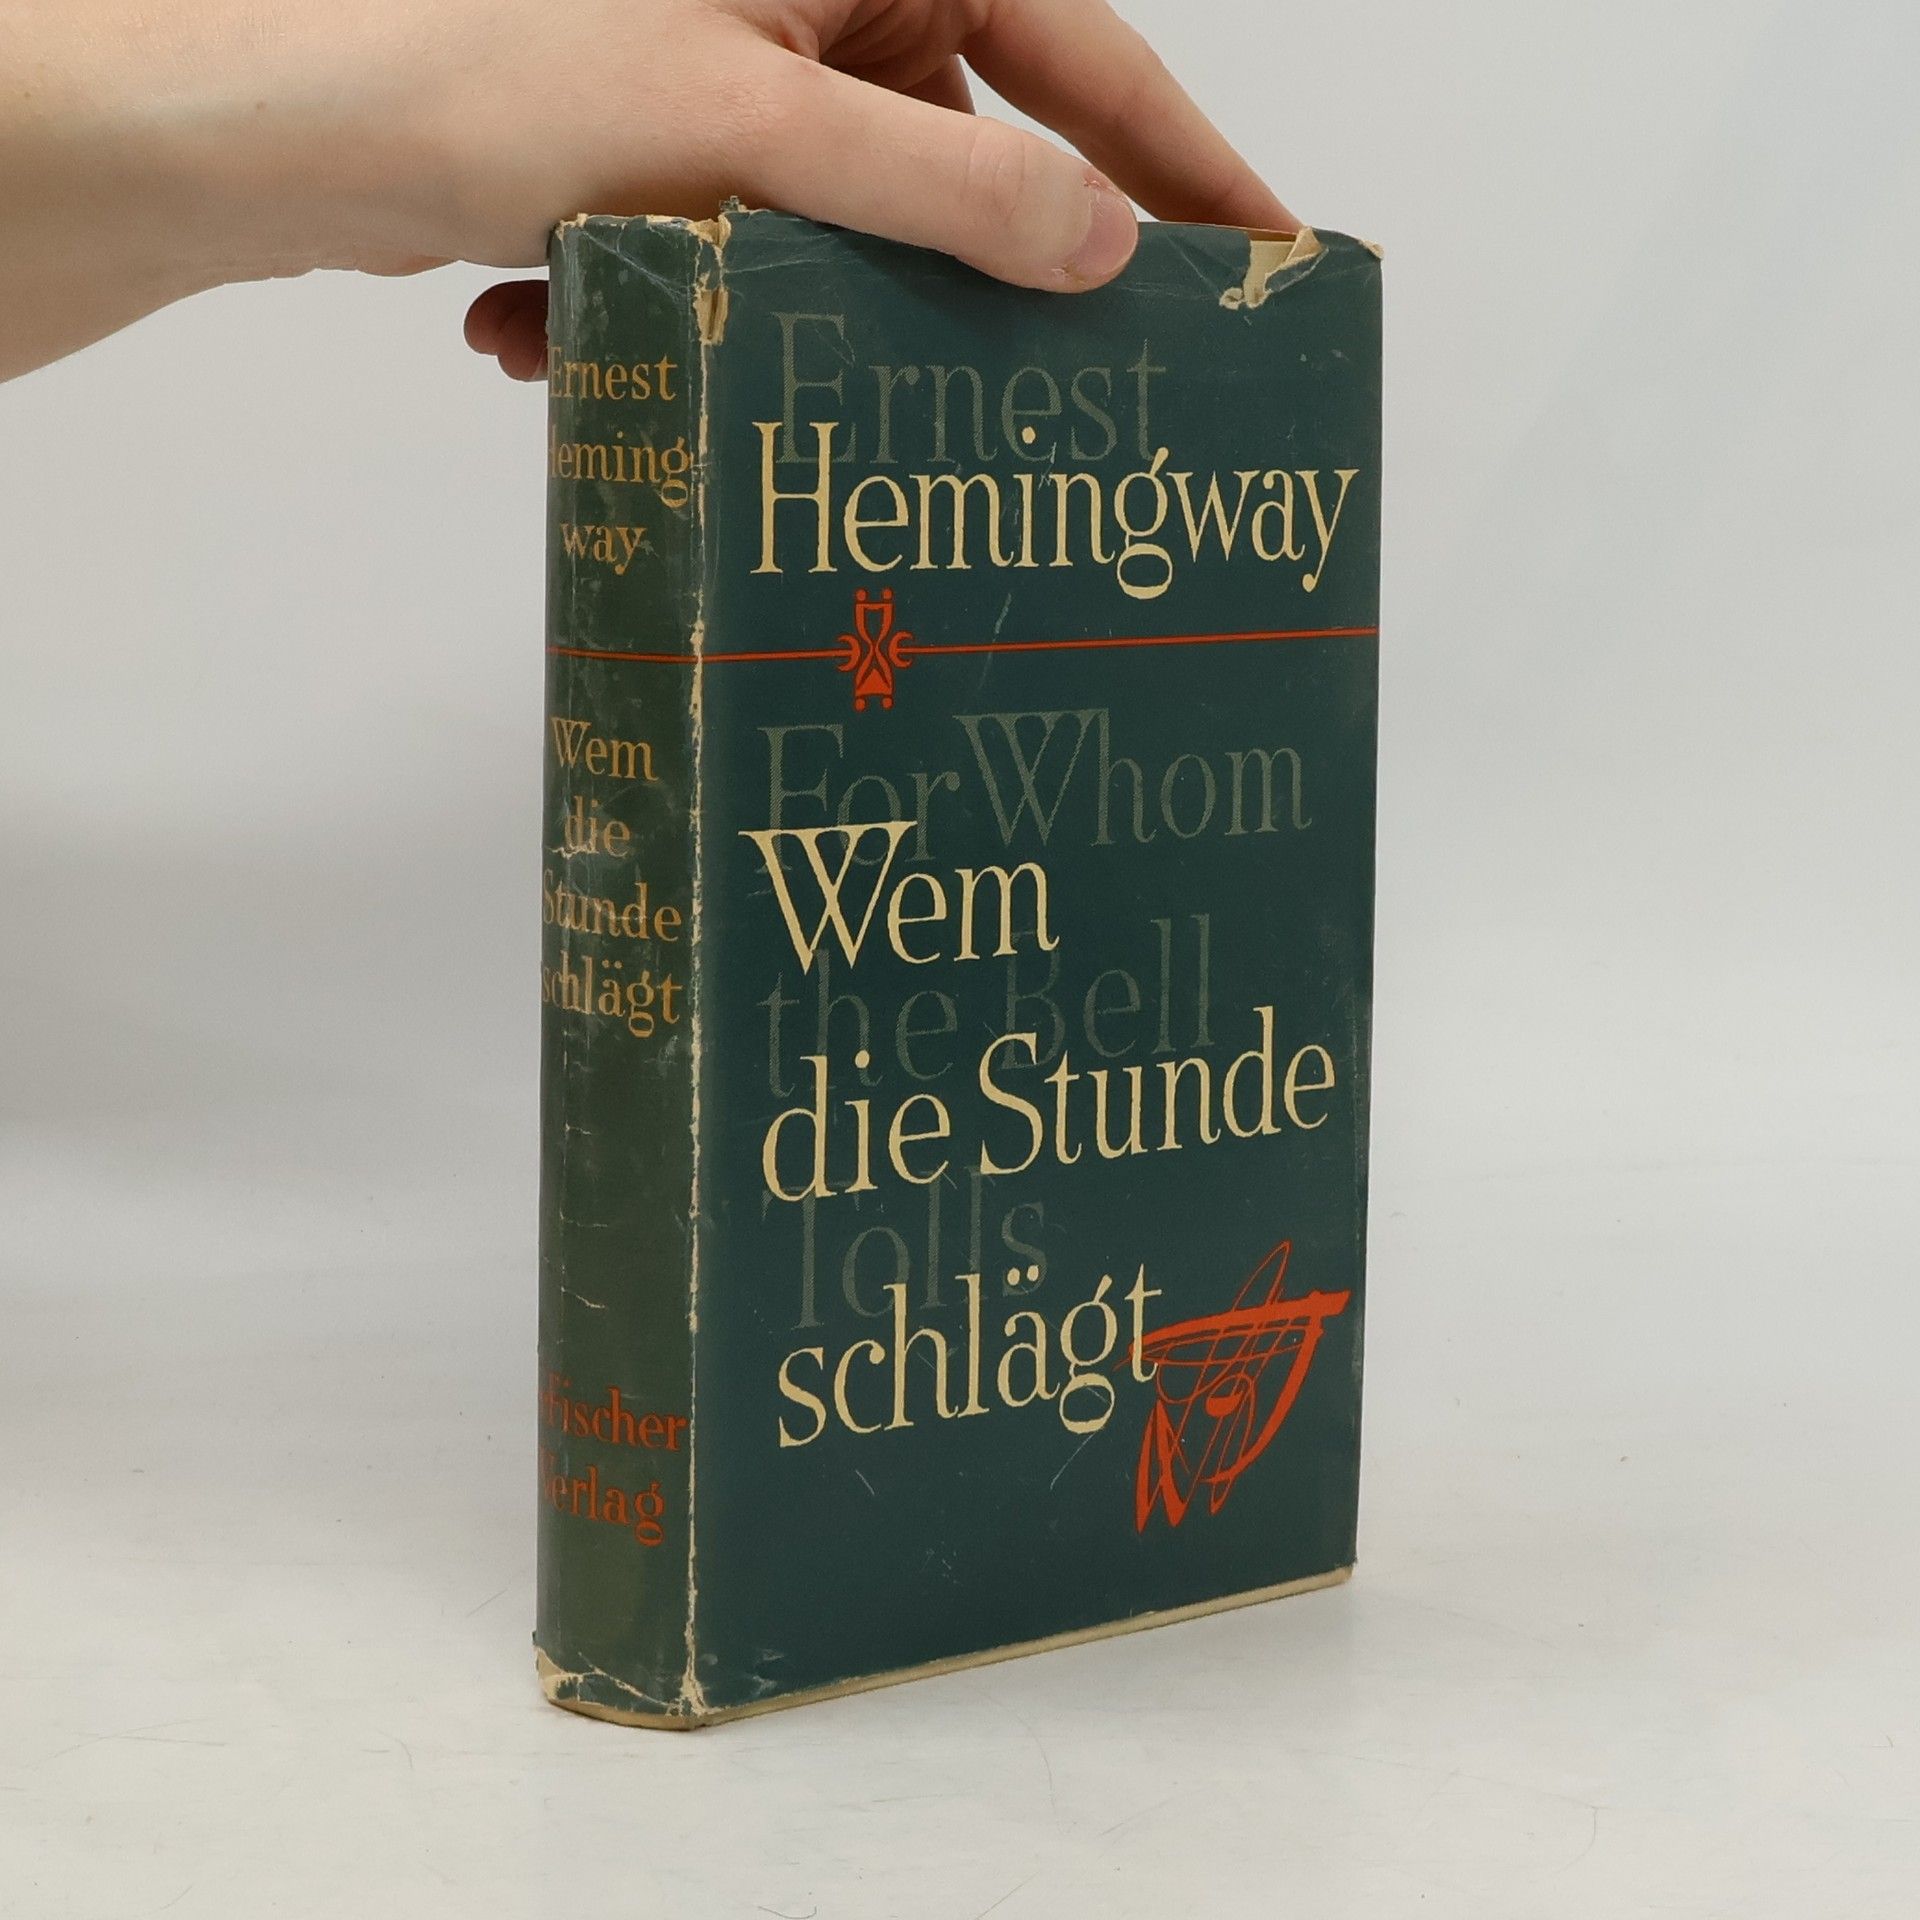 Ernest
Heming
way
Wem
die
Stunde
schlägt
Fischer
Verlag
Ernest
Hemingway
For Whom
Wem
the Bell
die Stunde
Tolls
schlägt